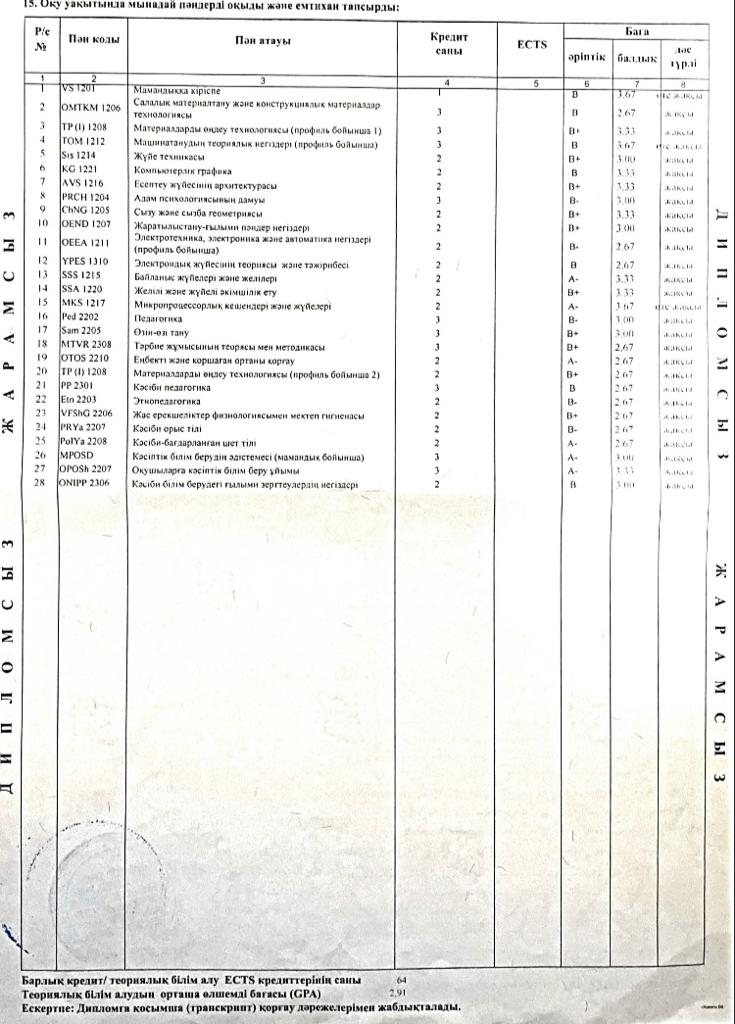 15. Оқу уақытында мынадай пәндерді оқыды және емтихан тапсырды:
Р/с № Пән коды Пән атауы Кредит саны ECTS Баға
әріптік балдық дәстүрлі
1 2 3 4 5 6 7 8
1 VS 1201 Мамандыққа кіріспе 1 B 3.67 өте жақсы
2 OMTKM 1206 Салалық материалтану және конструкциялық материалдар
технологиясы 3 B 2.67 жақсы
3 TP (I) 1208 Материалдарды өңдеу технологиясы (профиль бойынша 1) 3 B+ 3.33 жақсы
4 TOM 1212 Машинатанудың теориялық негіздері (профиль бойынша) 3 B 3.67 өте жақсы
5 Sis 1214 Жүйе техникасы 2 B+ 3.00 жақсы
6 KG 1221 Компьютерлік графика 2 B 3.33 жақсы
7 AVS 1216 Есептеу жүйесінің архитектурасы 2 B+ 3.33 жақсы
8 PRCH 1204 Адам психологиясының дамуы 3 B- 3.00 жақсы
9 ChNG 1205 Сызу және сызба геометриясы 2 B+ 3.33 жақсы
10 OEND 1207 Жаратылыстану-ғылыми пәндер негіздері 2 B+ 3.00 жақсы
11 OEEA 1211 Электротехника, электроника және автоматика негіздері
(профиль бойынша) 2 B- 2.67 жақсы
12 YPES 1310 Электрондық жүйесінің теориясы және тәжірибесі 2 B 2.67 жақсы
13 SSS 1215 Байланыс жүйелері және желілері 2 A- 3.33 жақсы
14 SSA 1220 Желілі және жүйелі әкімшілік ету 2 B+ 3.33 жақсы
15 MKS 1217 Микропроцессорлық кешендері және жүйелері 2 A- 3.67 өте жақсы
16 Ped 2202 Педагогика 3 B- 3.00 жақсы
17 Sam 2205 Өзін-өзі тану 3 B+ 3.00 жақсы
18 MTVR 2308 Тәрбие жұмысының теорясы мен методикасы 3 B+ 2.67 жақсы
19 OTOS 2210 Еңбекті және қоршаған ортаны қорғау 2 A- 2.67 жақсы
20 TP (I) 1208 Материалдарды өңдеу технологиясы (профиль бойынша 2) 2 B+ 2.67 жақсы
21 PP 2301 Кәсіби педагогика 3 B 2.67 жақсы
22 Etn 2203 Этнопедагогика 2 B- 2.67 жақсы
23 VFShG 2206 Жас ерекшеліктер физиологиясымен мектеп гигиенасы 2 B+ 2.67 жақсы
24 PRYa 2207 Кәсіби орыс тілі 2 B- 2.67 жақсы
25 PolYa 2208 Кәсіби-бағдарланған шет тілі 2 A- 2.67 жақсы
26 MPOSD Кәсіптік білім берудің әдістемесі (мамандық бойынша) 3 A- 3.00 жақсы
27 OPOSh 2207 Оқушыларға кәсіптік білім беру ұйымы 3 A- 3.33 жақсы
28 ONIPP 2306 Кәсіби білім берудегі ғылыми зерттеулердің негіздері 2 B 3.00 жақсы
Барлық кредит/ теориялық білім алу ECTS кредиттерінің саны 64
Теориялық білім алудың орташа өлшемді бағасы (GPA) 2,91
Ескертпе: Дипломға қосымша (транскрипт) қорғау дәрежелерімен жабдықталады.
ДИПЛОМСЫЗ ЖАРАМСЫЗ
ДИПЛОМСЫЗ ЖАРАМСЫЗ